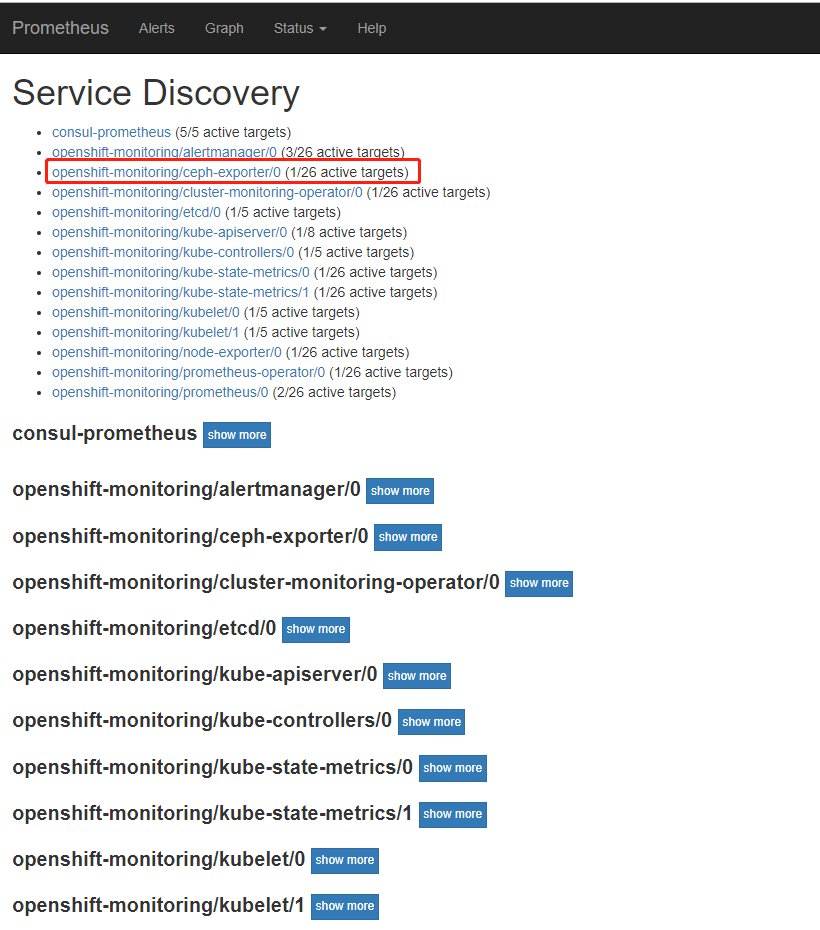 Prometheus Alerts Graph Status Help
Service Discovery
consul-prometheus (5/5 active targets)
openshift-monitoring/alertmanager/0 (3/26 active targets)
openshift-monitoring/ceph-exporter/0 (1/26 active targets)
openshift-monitoring/cluster-monitoring-operator/0 (1/26 active targets)
openshift-monitoring/etcd/0 (1/5 active targets)
openshift-monitoring/kube-apiserver/0 (1/8 active targets)
openshift-monitoring/kube-controllers/0 (1/5 active targets)
openshift-monitoring/kube-state-metrics/0 (1/26 active targets)
openshift-monitoring/kube-state-metrics/1 (1/26 active targets)
openshift-monitoring/kubelet/0 (1/5 active targets)
openshift-monitoring/kubelet/1 (1/5 active targets)
openshift-monitoring/node-exporter/0 (1/26 active targets)
openshift-monitoring/prometheus-operator/0 (1/26 active targets)
openshift-monitoring/prometheus/0 (2/26 active targets)
consul-prometheus show more
openshift-monitoring/alertmanager/0 show more
openshift-monitoring/ceph-exporter/0 show more
openshift-monitoring/cluster-monitoring-operator/0 show more
openshift-monitoring/etcd/0 show more
openshift-monitoring/kube-apiserver/0 show more
openshift-monitoring/kube-controllers/0 show more
openshift-monitoring/kube-state-metrics/0 show more
openshift-monitoring/kube-state-metrics/1 show more
openshift-monitoring/kubelet/0 show more
openshift-monitoring/kubelet/1 show more